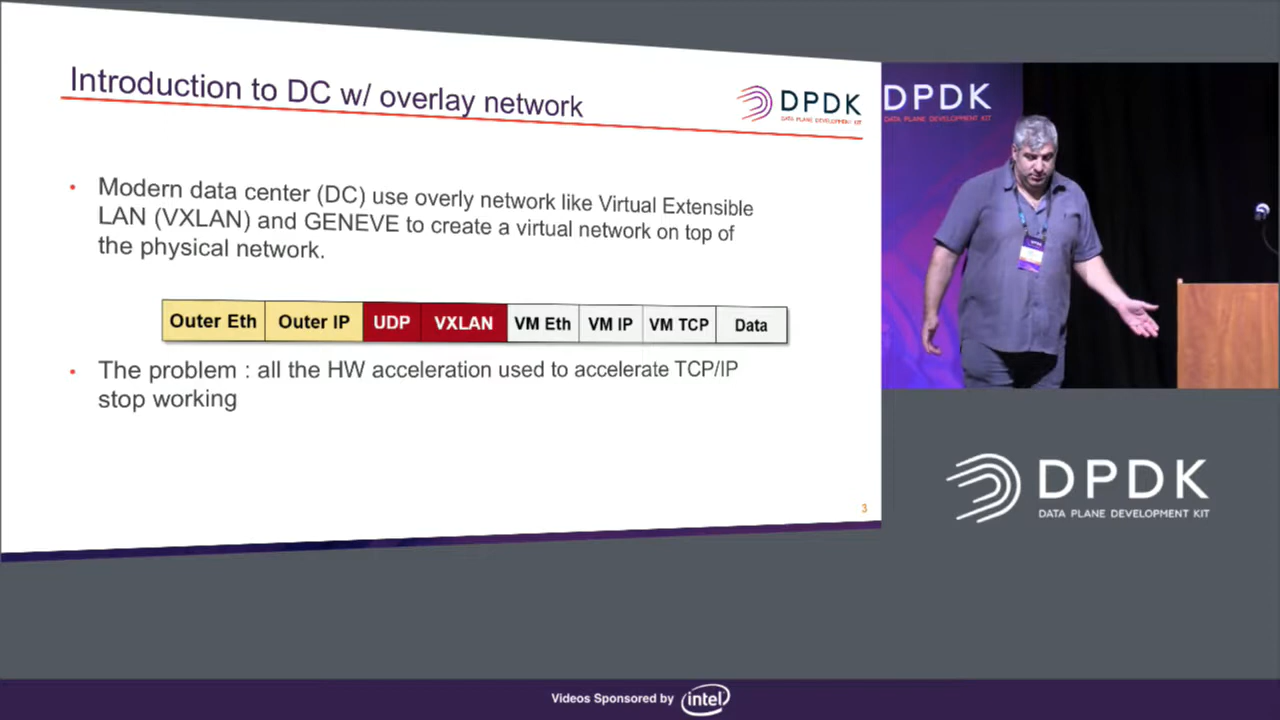 Introduction to DC w/ overlay network
DPDK
DATA PLANE DEVELOPMENT KIT
• Modern data center (DC) use overly network like Virtual Extensible
LAN (VXLAN) and GENEVE to create a virtual network on top of
the physical network.
Outer Eth Outer IP UDP VXLAN VM Eth VM IP VM TCP Data
• The problem : all the HW acceleration used to accelerate TCP/IP
stop working
3
DPDK
DATA PLANE DEVELOPMENT KIT
DPDK
DPDK
DATA PLANE DEVELOPMENT KIT
Videos Sponsored by intel